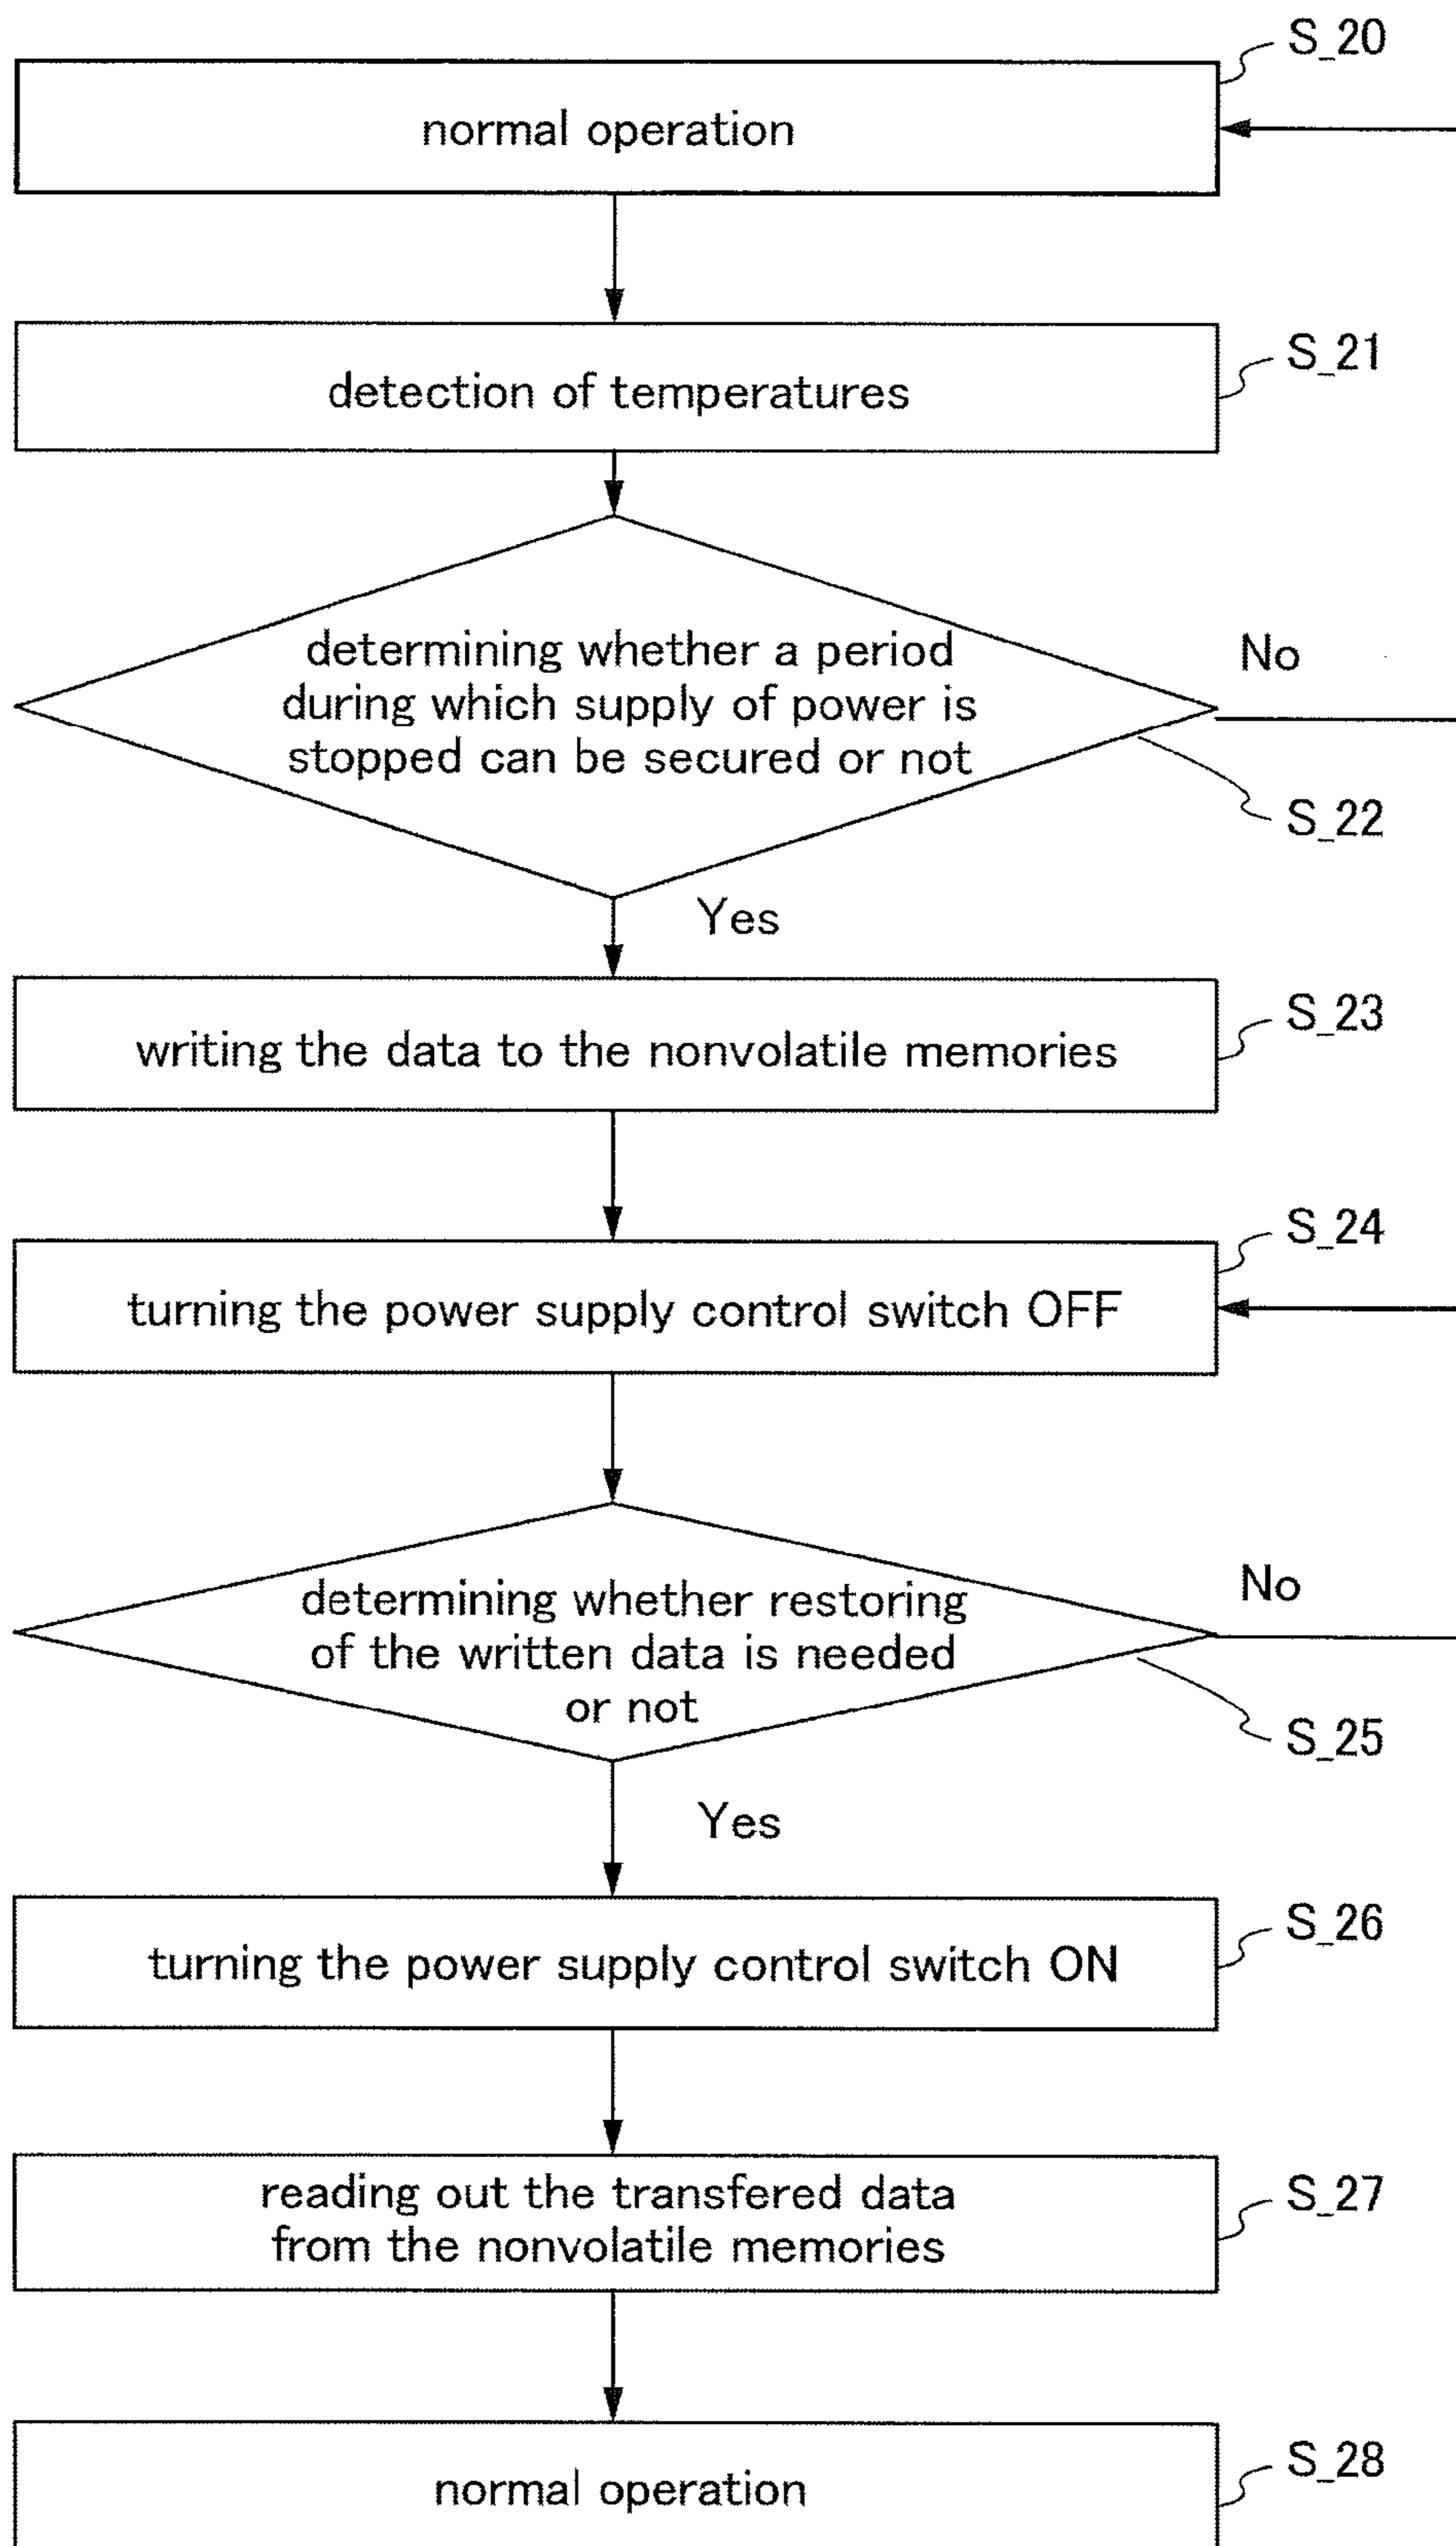 S_20
normal operation
S_21
detection of temperatures
determining whether a period
during which supply of power is
stopped can be secured or not
No
S_22
Yes
S_23
writing the data to the nonvolatile memories
S_24
turning the power supply control switch OFF
determining whether restoring
of the written data is needed
or not
No
S_25
Yes
S_26
turning the power supply control switch ON
S_27
reading out the transfered data
from the nonvolatile memories
S_28
normal operation